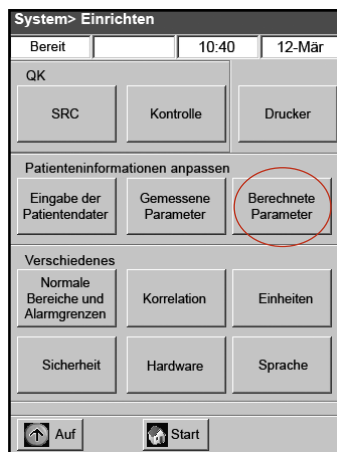 System> Einrichten
Bereit 10:40 12-Mär
QK
SRC Kontrolle Drucker
Patienteninformationen anpassen
Eingabe der Patientendater
Gemessene Parameter
Berechnete Parameter
Verschiedenes
Normale Bereiche und Alarmgrenzen
Korrelation
Einheiten
Sicherheit Hardware Sprache
Auf Start